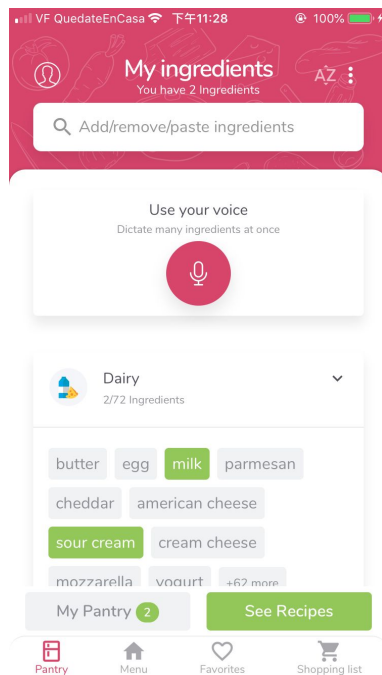 VF QuedateEnCasa 下午11:28 100%
My ingredients
You have 2 Ingredients
AZ
Add/remove/paste ingredients
Use your voice
Dictate many ingredients at once
Dairy
2/72 Ingredients
butter egg milk parmesan
cheddar american cheese
sour cream cream cheese
mozzarella yogurt +62 more
My Pantry 2 See Recipes
Pantry Menu Favorites Shopping list